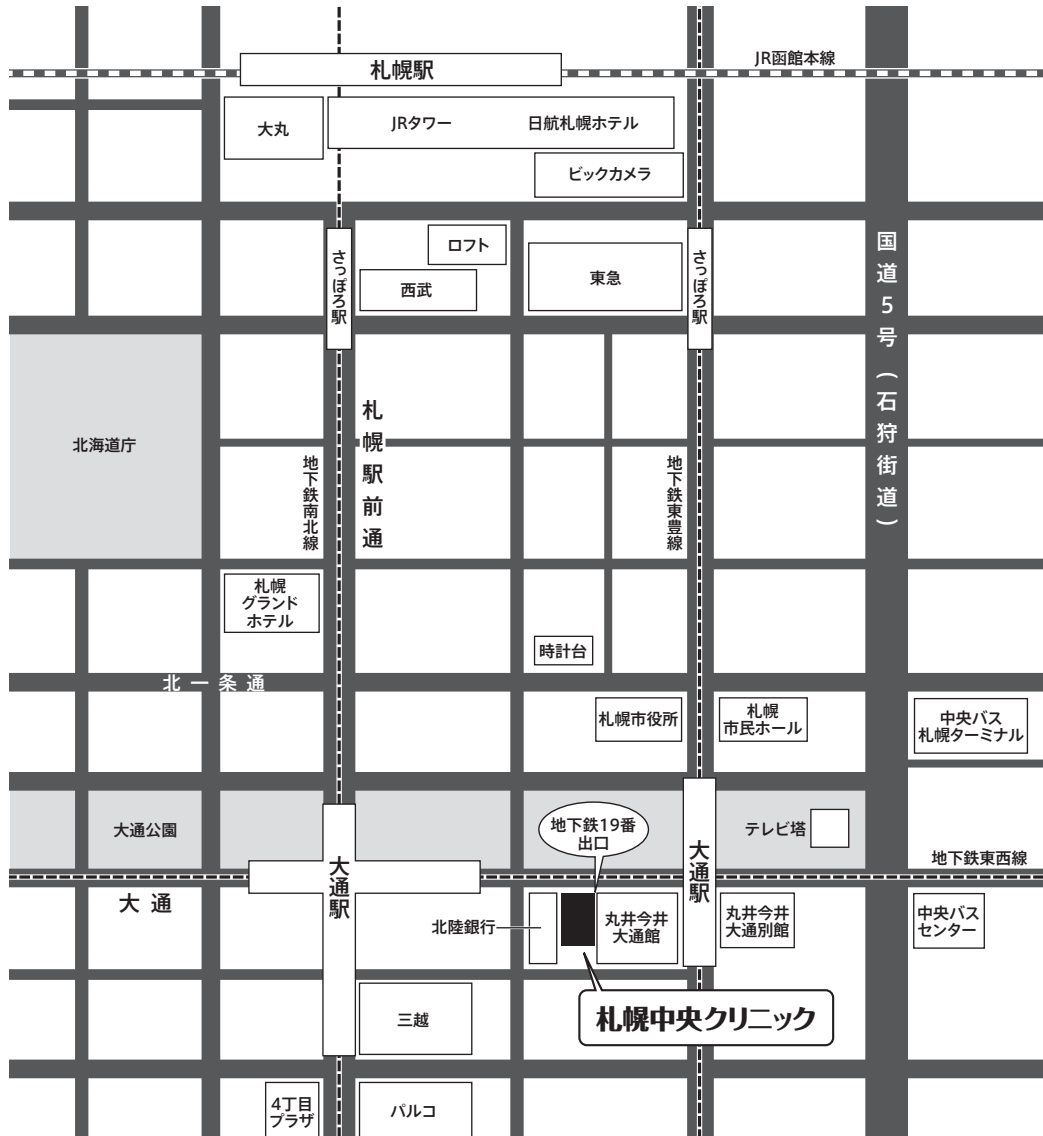 札幌駅
JR函館本線
大丸
JRタワー
日航札幌ホテル
ビックカメラ
さっぽろ駅
ロフト
西武
東急
さっぽろ駅
国道5号(石狩街道)
北海道庁
札幌駅前通
地下鉄南北線
地下鉄東豊線
札幌
グランド
ホテル
時計台
北一条通
札幌市役所
札幌
市民ホール
中央バス
札幌ターミナル
大通公園
地下鉄19番
出口
テレビ塔
地下鉄東西線
大通
大通駅
大通駅
北陸銀行
丸井今井
大通館
丸井今井
大通別館
中央バス
センター
三越
札幌中央クリニック
4丁目
プラザ
パルコ